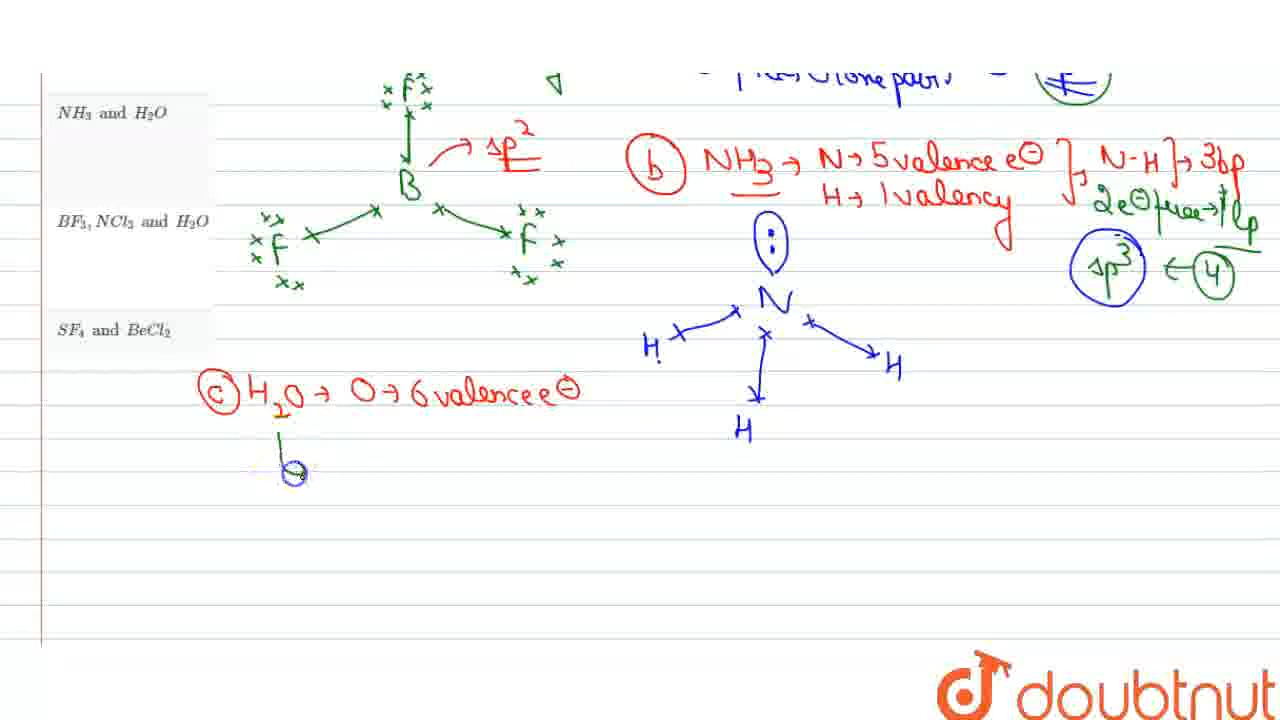 NH₃ and H₂O
BF₃, NCl₃ and H₂O
SF₄ and BeCl₂
F
B
F F
sp²
b NH₃ → N → 5 valence e⊖ } → N-H] → 3bp
H → 1 valency
2e⊖ free → 1lp
sp³ ← 4
N
H H
H
c H₂O → O → 6 valence e⊖
doubtnut